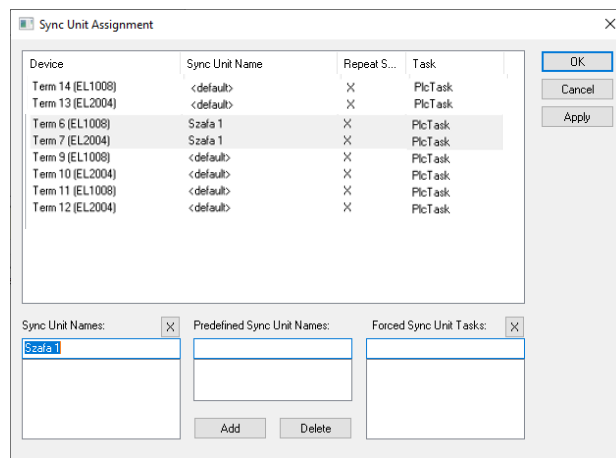 Sync Unit Assignment
Device Sync Unit Name Repeat S... Task
Term 14 (EL1008) <default> X PlcTask
Term 13 (EL2004) <default> X PlcTask
Term 6 (EL1008) Szafa 1 X PlcTask
Term 7 (EL2004) Szafa 1 X PlcTask
Term 9 (EL1008) <default> X PlcTask
Term 10 (EL2004) <default> X PlcTask
Term 11 (EL1008) <default> X PlcTask
Term 12 (EL2004) <default> X PlcTask
OK
Cancel
Apply
Sync Unit Names: X Predefined Sync Unit Names: Forced Sync Unit Tasks: X
Szafa 1
Add Delete